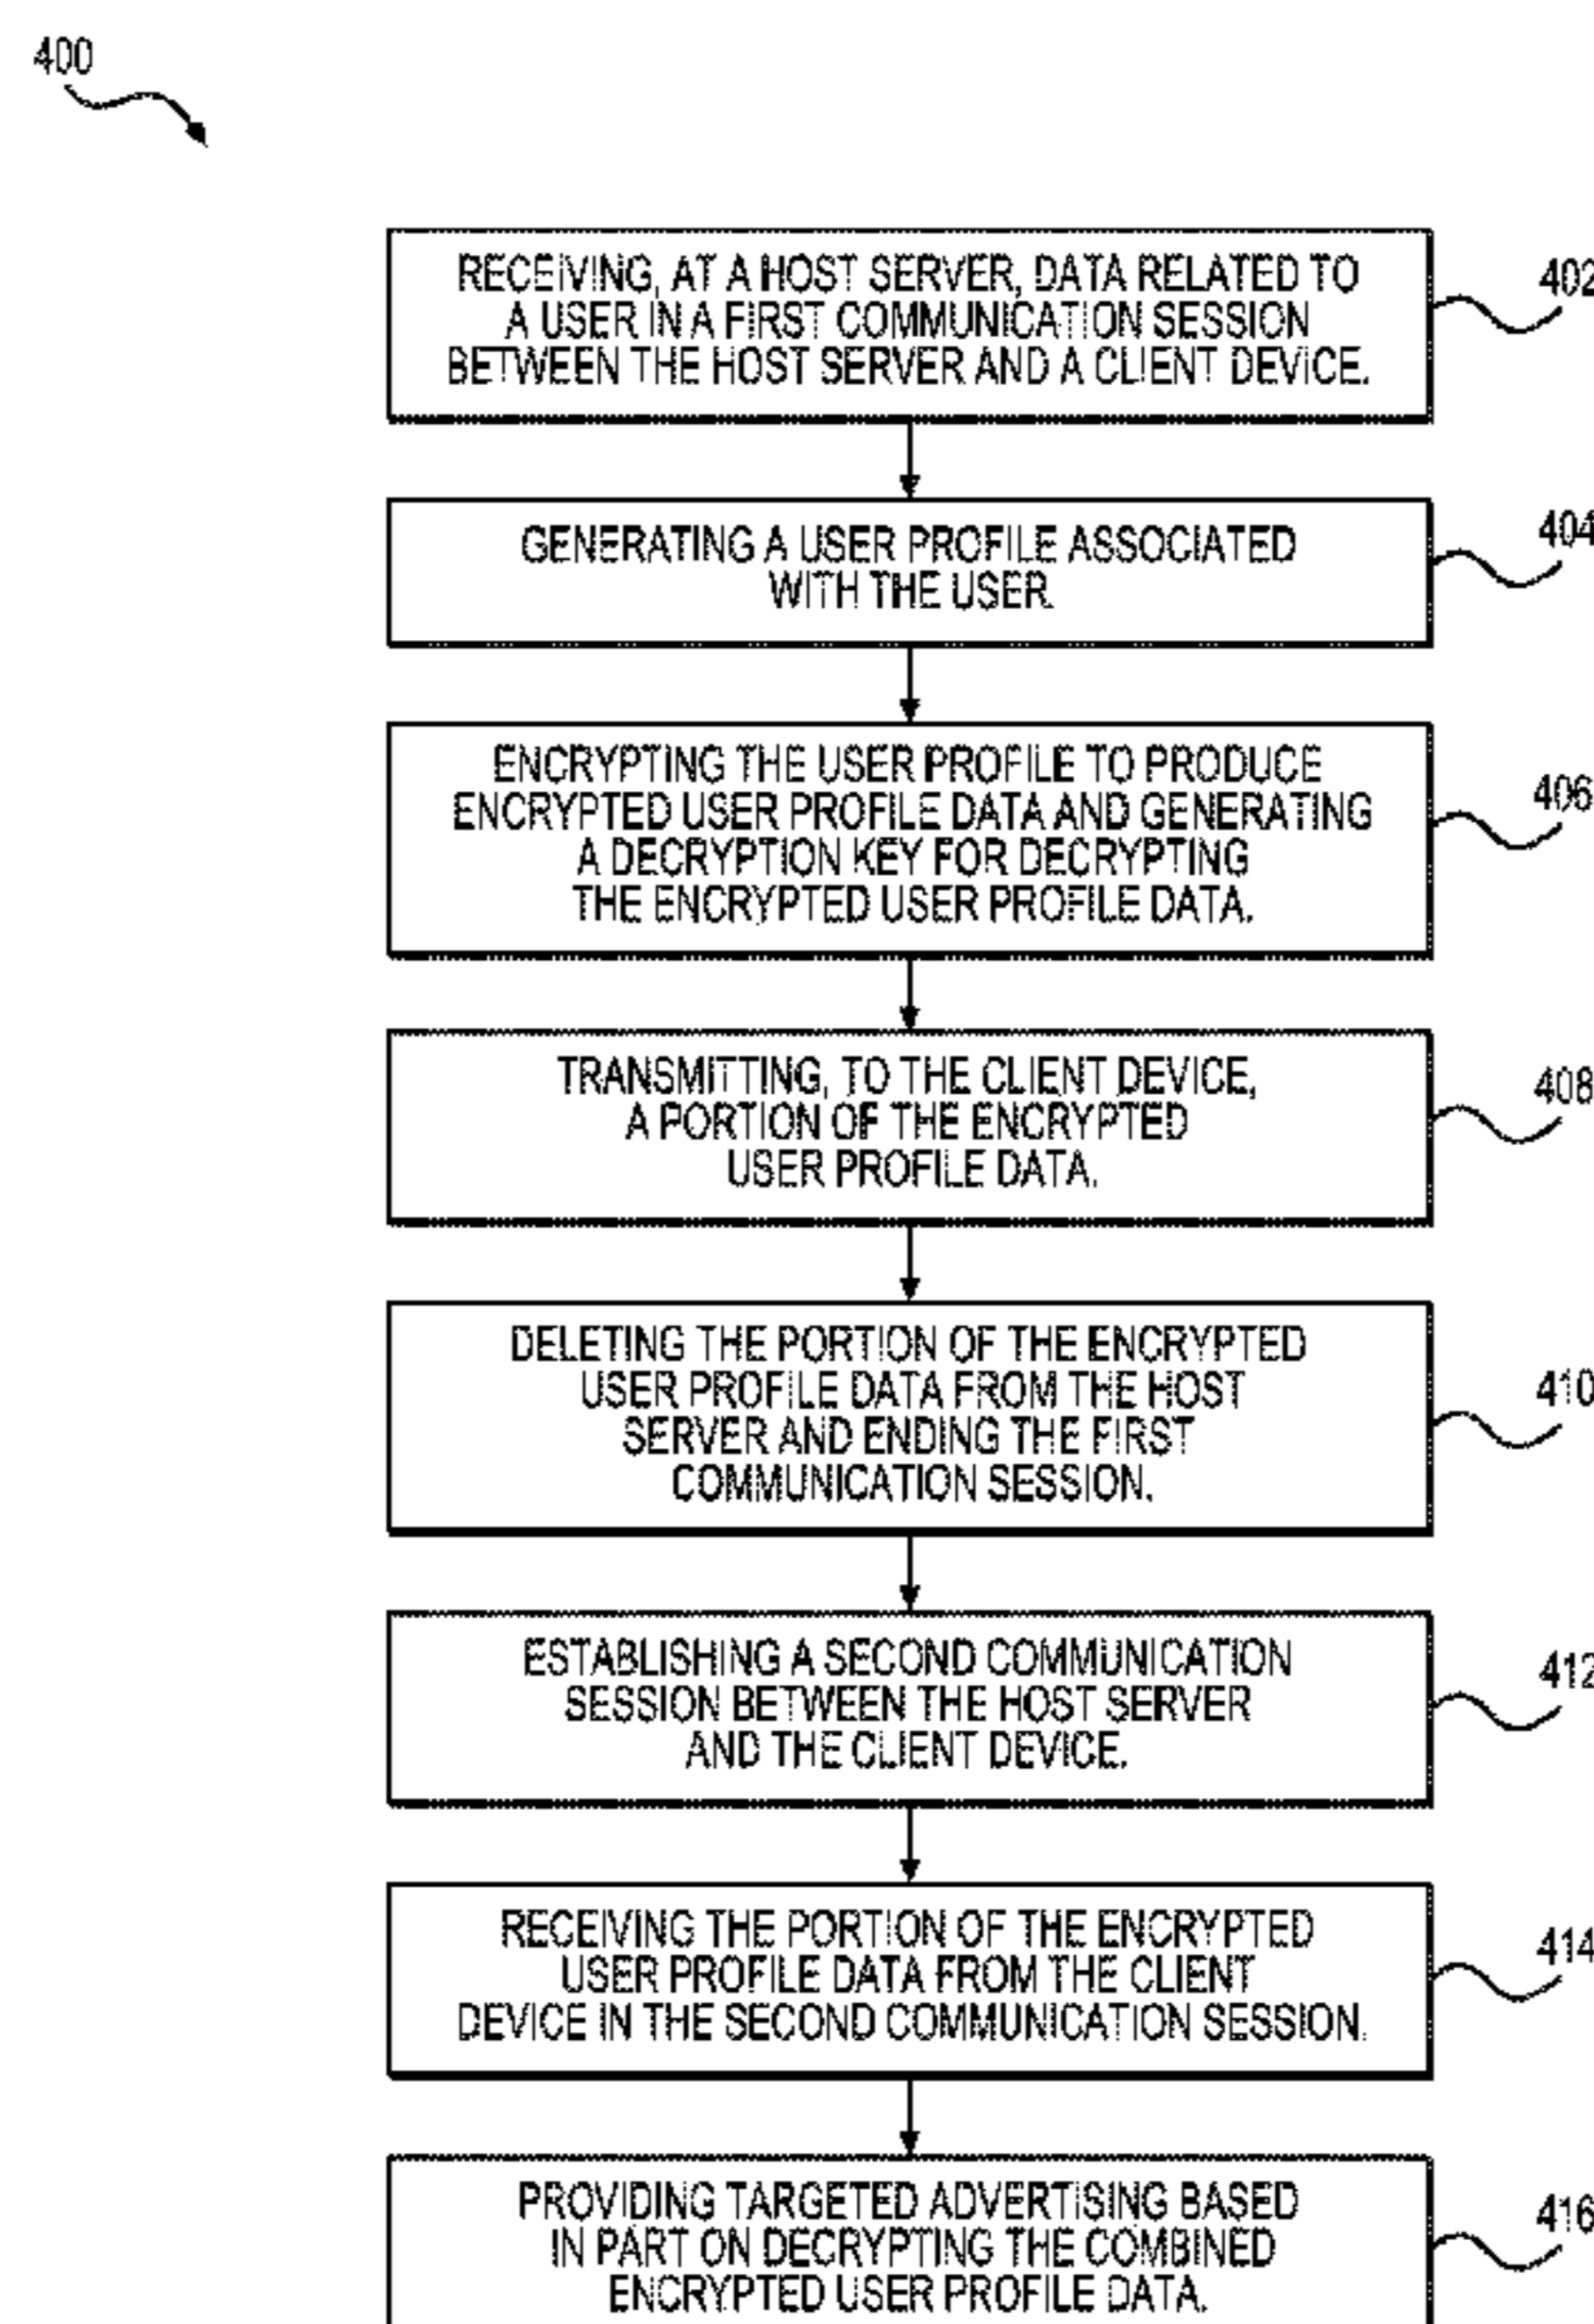 400
RECEIVING, AT A HOST SERVER, DATA RELATED TO
A USER IN A FIRST COMMUNICATION SESSION
BETWEEN THE HOST SERVER AND A CLIENT DEVICE.
402
GENERATING A USER PROFILE ASSOCIATED
WITH THE USER.
404
ENCRYPTING THE USER PROFILE TO PRODUCE
ENCRYPTED USER PROFILE DATA AND GENERATING
A DECRYPTION KEY FOR DECRYPTING
THE ENCRYPTED USER PROFILE DATA.
406
TRANSMITTING, TO THE CLIENT DEVICE,
A PORTION OF THE ENCRYPTED
USER PROFILE DATA.
408
DELETING THE PORTION OF THE ENCRYPTED
USER PROFILE DATA FROM THE HOST
SERVER AND ENDING THE FIRST
COMMUNICATION SESSION.
410
ESTABLISHING A SECOND COMMUNICATION
SESSION BETWEEN THE HOST SERVER
AND THE CLIENT DEVICE.
412
RECEIVING THE PORTION OF THE ENCRYPTED
USER PROFILE DATA FROM THE CLIENT
DEVICE IN THE SECOND COMMUNICATION SESSION.
414
PROVIDING TARGETED ADVERTISING BASED
IN PART ON DECRYPTING THE COMBINED
ENCRYPTED USER PROFILE DATA.
416